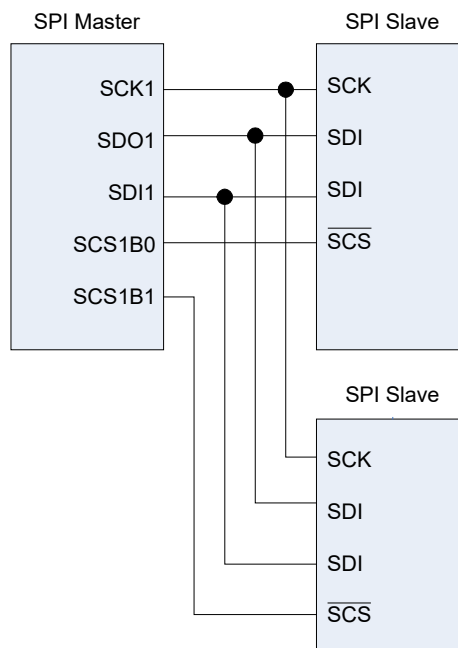 SPI Master
SCK1
SDO1
SDI1
SCS1B0
SCS1B1
SPI Slave
SCK
SDI
SDI
SCS
SPI Slave
SCK
SDI
SDI
SCS